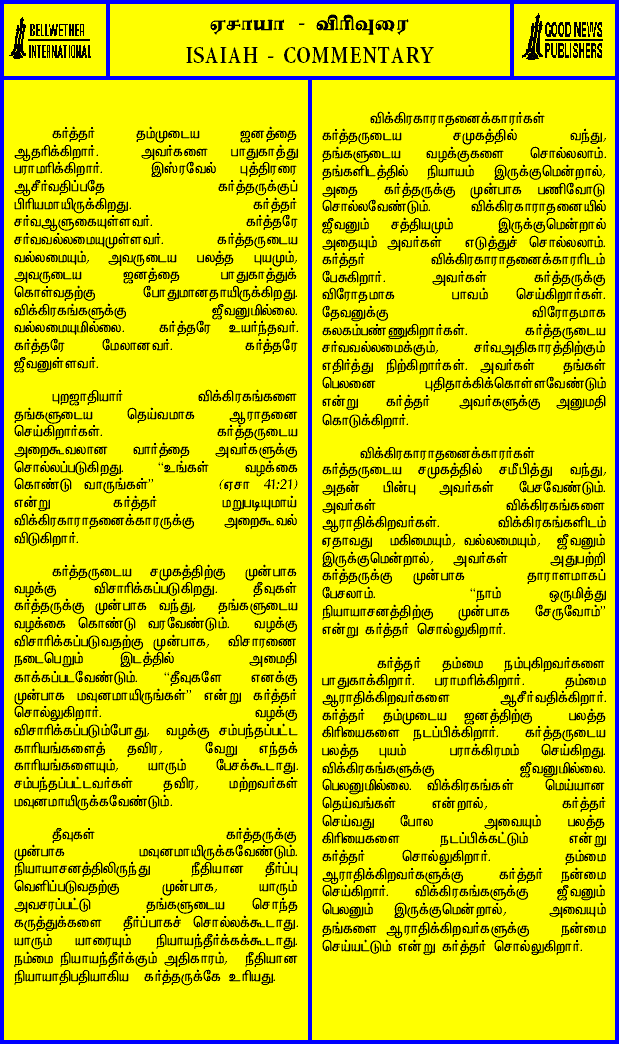 BELLWETHER
INTERNATIONAL
ஏசாயா - விரிவுரை
ISAIAH - COMMENTARY
GOOD NEWS
PUBLISHERS
கர்த்தர் தம்முடைய ஜனத்தை
ஆதரிக்கிறார். அவர்களை பாதுகாத்து
பராமரிக்கிறார். இஸ்ரவேல் புத்திரரை
ஆசீர்வதிப்பதே கர்த்தருக்குப்
பிரியமாயிருக்கிறது. கர்த்தர்
சர்வஆளுகையுள்ளவர். கர்த்தரே
சர்வவல்லமையுமுள்ளவர். கர்த்தருடைய
வல்லமையும், அவருடைய பலத்த புயமும்,
அவருடைய ஜனத்தை பாதுகாத்துக்
கொள்வதற்கு போதுமானதாயிருக்கிறது.
விக்கிரகங்களுக்கு ஜீவனுமில்லை.
வல்லமையுமில்லை. கர்த்தரே உயர்ந்தவர்.
கர்த்தரே மேலானவர். கர்த்தரே
ஜீவனுள்ளவர்.
புறஜாதியார் விக்கிரகங்களை
தங்களுடைய தெய்வமாக ஆராதனை
செய்கிறார்கள். கர்த்தருடைய
அறைகூவலான வார்த்தை அவர்களுக்கு
சொல்லப்படுகிறது. “உங்கள் வழக்கை
கொண்டு வாருங்கள்” (ஏசா 41:21)
என்று கர்த்தர் மறுபடியுமாய்
விக்கிரகாராதனைக்காரருக்கு அறைகூவல்
விடுகிறார்.
கர்த்தருடைய சமுகத்திற்கு முன்பாக
வழக்கு விசாரிக்கப்படுகிறது. தீவுகள்
கர்த்தருக்கு முன்பாக வந்து, தங்களுடைய
வழக்கை கொண்டு வரவேண்டும். வழக்கு
விசாரிக்கப்படுவதற்கு முன்பாக, விசாரணை
நடைபெறும் இடத்தில் அமைதி
காக்கப்படவேண்டும். “தீவுகளே எனக்கு
முன்பாக மவுனமாயிருங்கள்” என்று கர்த்தர்
சொல்லுகிறார். வழக்கு
விசாரிக்கப்படும்போது, வழக்கு சம்பந்தப்பட்ட
காரியங்களைத் தவிர, வேறு எந்தக்
காரியங்களையும், யாரும் பேசக்கூடாது.
சம்பந்தப்பட்டவர்கள் தவிர, மற்றவர்கள்
மவுனமாயிருக்கவேண்டும்.
தீவுகள் கர்த்தருக்கு
முன்பாக மவுனமாயிருக்கவேண்டும்.
நியாயாசனத்திலிருந்து நீதியான தீர்ப்பு
வெளிப்படுவதற்கு முன்பாக, யாரும்
அவசரப்பட்டு தங்களுடைய சொந்த
கருத்துக்களை தீர்ப்பாகச் சொல்லக்கூடாது.
யாரும் யாரையும் நியாயந்தீர்க்கக்கூடாது.
நம்மை நியாயந்தீர்க்கும் அதிகாரம், நீதியான
நியாயாதிபதியாகிய கர்த்தருக்கே உரியது.
விக்கிரகாராதனைக்காரர்கள்
கர்த்தருடைய சமுகத்தில் வந்து,
தங்களுடைய வழக்குகளை சொல்லலாம்.
தங்களிடத்தில் நியாயம் இருக்குமென்றால்,
அதை கர்த்தருக்கு முன்பாக பணிவோடு
சொல்லவேண்டும். விக்கிரகாராதனையில்
ஜீவனும் சத்தியமும் இருக்குமென்றால்
அதையும் அவர்கள் எடுத்துச் சொல்லலாம்.
கர்த்தர் விக்கிரகாராதனைக்காரரிடம்
பேசுகிறார். அவர்கள் கர்த்தருக்கு
விரோதமாக பாவம் செய்கிறார்கள்.
தேவனுக்கு விரோதமாக
கலகம்பண்ணுகிறார்கள். கர்த்தருடைய
சர்வவல்லமைக்கும், சர்வஅதிகாரத்திற்கும்
எதிர்த்து நிற்கிறார்கள். அவர்கள் தங்கள்
பெலனை புதிதாக்கிக்கொள்ளவேண்டும்
என்று கர்த்தர் அவர்களுக்கு அனுமதி
கொடுக்கிறார்.
விக்கிரகாராதனைக்காரர்கள்
கர்த்தருடைய சமுகத்தில் சமீபித்து வந்து,
அதன் பின்பு அவர்கள் பேசவேண்டும்.
அவர்கள் விக்கிரகங்களை
ஆராதிக்கிறவர்கள். விக்கிரகங்களிடம்
ஏதாவது மகிமையும், வல்லமையும், ஜீவனும்
இருக்குமென்றால், அவர்கள் அதுபற்றி
கர்த்தருக்கு முன்பாக தாராளமாகப்
பேசலாம். “நாம் ஒருமித்து
நியாயாசனத்திற்கு முன்பாக சேருவோம்”
என்று கர்த்தர் சொல்லுகிறார்.
கர்த்தர் தம்மை நம்புகிறவர்களை
பாதுகாக்கிறார். பராமரிக்கிறார். தம்மை
ஆராதிக்கிறவர்களை ஆசீர்வதிக்கிறார்.
கர்த்தர் தம்முடைய ஜனத்திற்கு பலத்த
கிரியைகளை நடப்பிக்கிறார். கர்த்தருடைய
பலத்த புயம் பராக்கிரமம் செய்கிறது.
விக்கிரகங்களுக்கு ஜீவனுமில்லை.
பெலனுமில்லை. விக்கிரகங்கள் மெய்யான
தெய்வங்கள் என்றால், கர்த்தர்
செய்வது போல அவையும் பலத்த
கிரியைகளை நடப்பிக்கட்டும் என்று
கர்த்தர் சொல்லுகிறார். தம்மை
ஆராதிக்கிறவர்களுக்கு கர்த்தர் நன்மை
செய்கிறார். விக்கிரகங்களுக்கு ஜீவனும்
பெலனும் இருக்குமென்றால், அவையும்
தங்களை ஆராதிக்கிறவர்களுக்கு நன்மை
செய்யட்டும் என்று கர்த்தர் சொல்லுகிறார்.